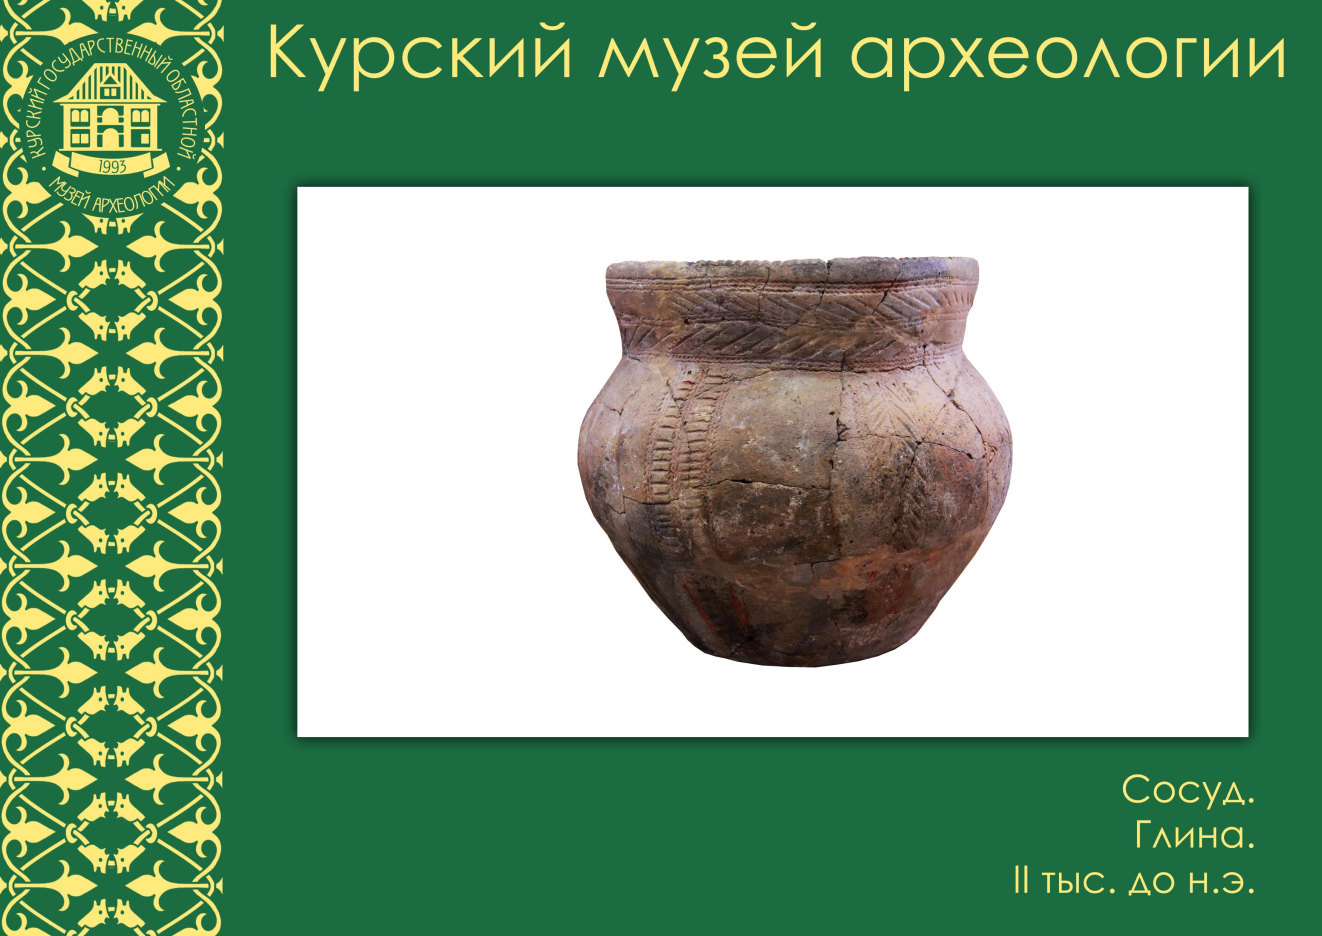 Курский музей археологии
КУРСКИЙ ГОСУДАРСТВЕННЫЙ ОБЛАСТНОЙ
1993
МУЗЕЙ АРХЕОЛОГИИ
Сосуд.
Глина.
II тыс. до н.э.